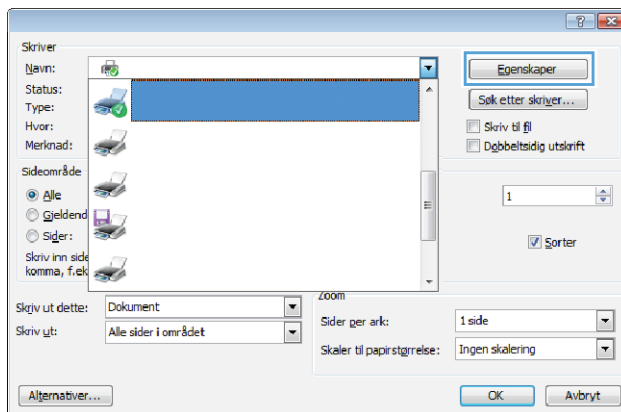 Skriver
Navn:
Egenskaper
Status:
Søk etter skriver...
Type:
Hvor:
Skriv til fil
Merknad:
Dobbeltsidig utskrift
Sideområde
Alle
1
Gjeldend
Sider:
Sorter
Skriv inn side
komma, f.ek
Zoom
Skriv ut dette: Dokument
Sider per ark: 1 side
Skriv ut: Alle sider i området
Skaler til papirstørrelse: Ingen skalering
Alternativer...
OK
Avbryt